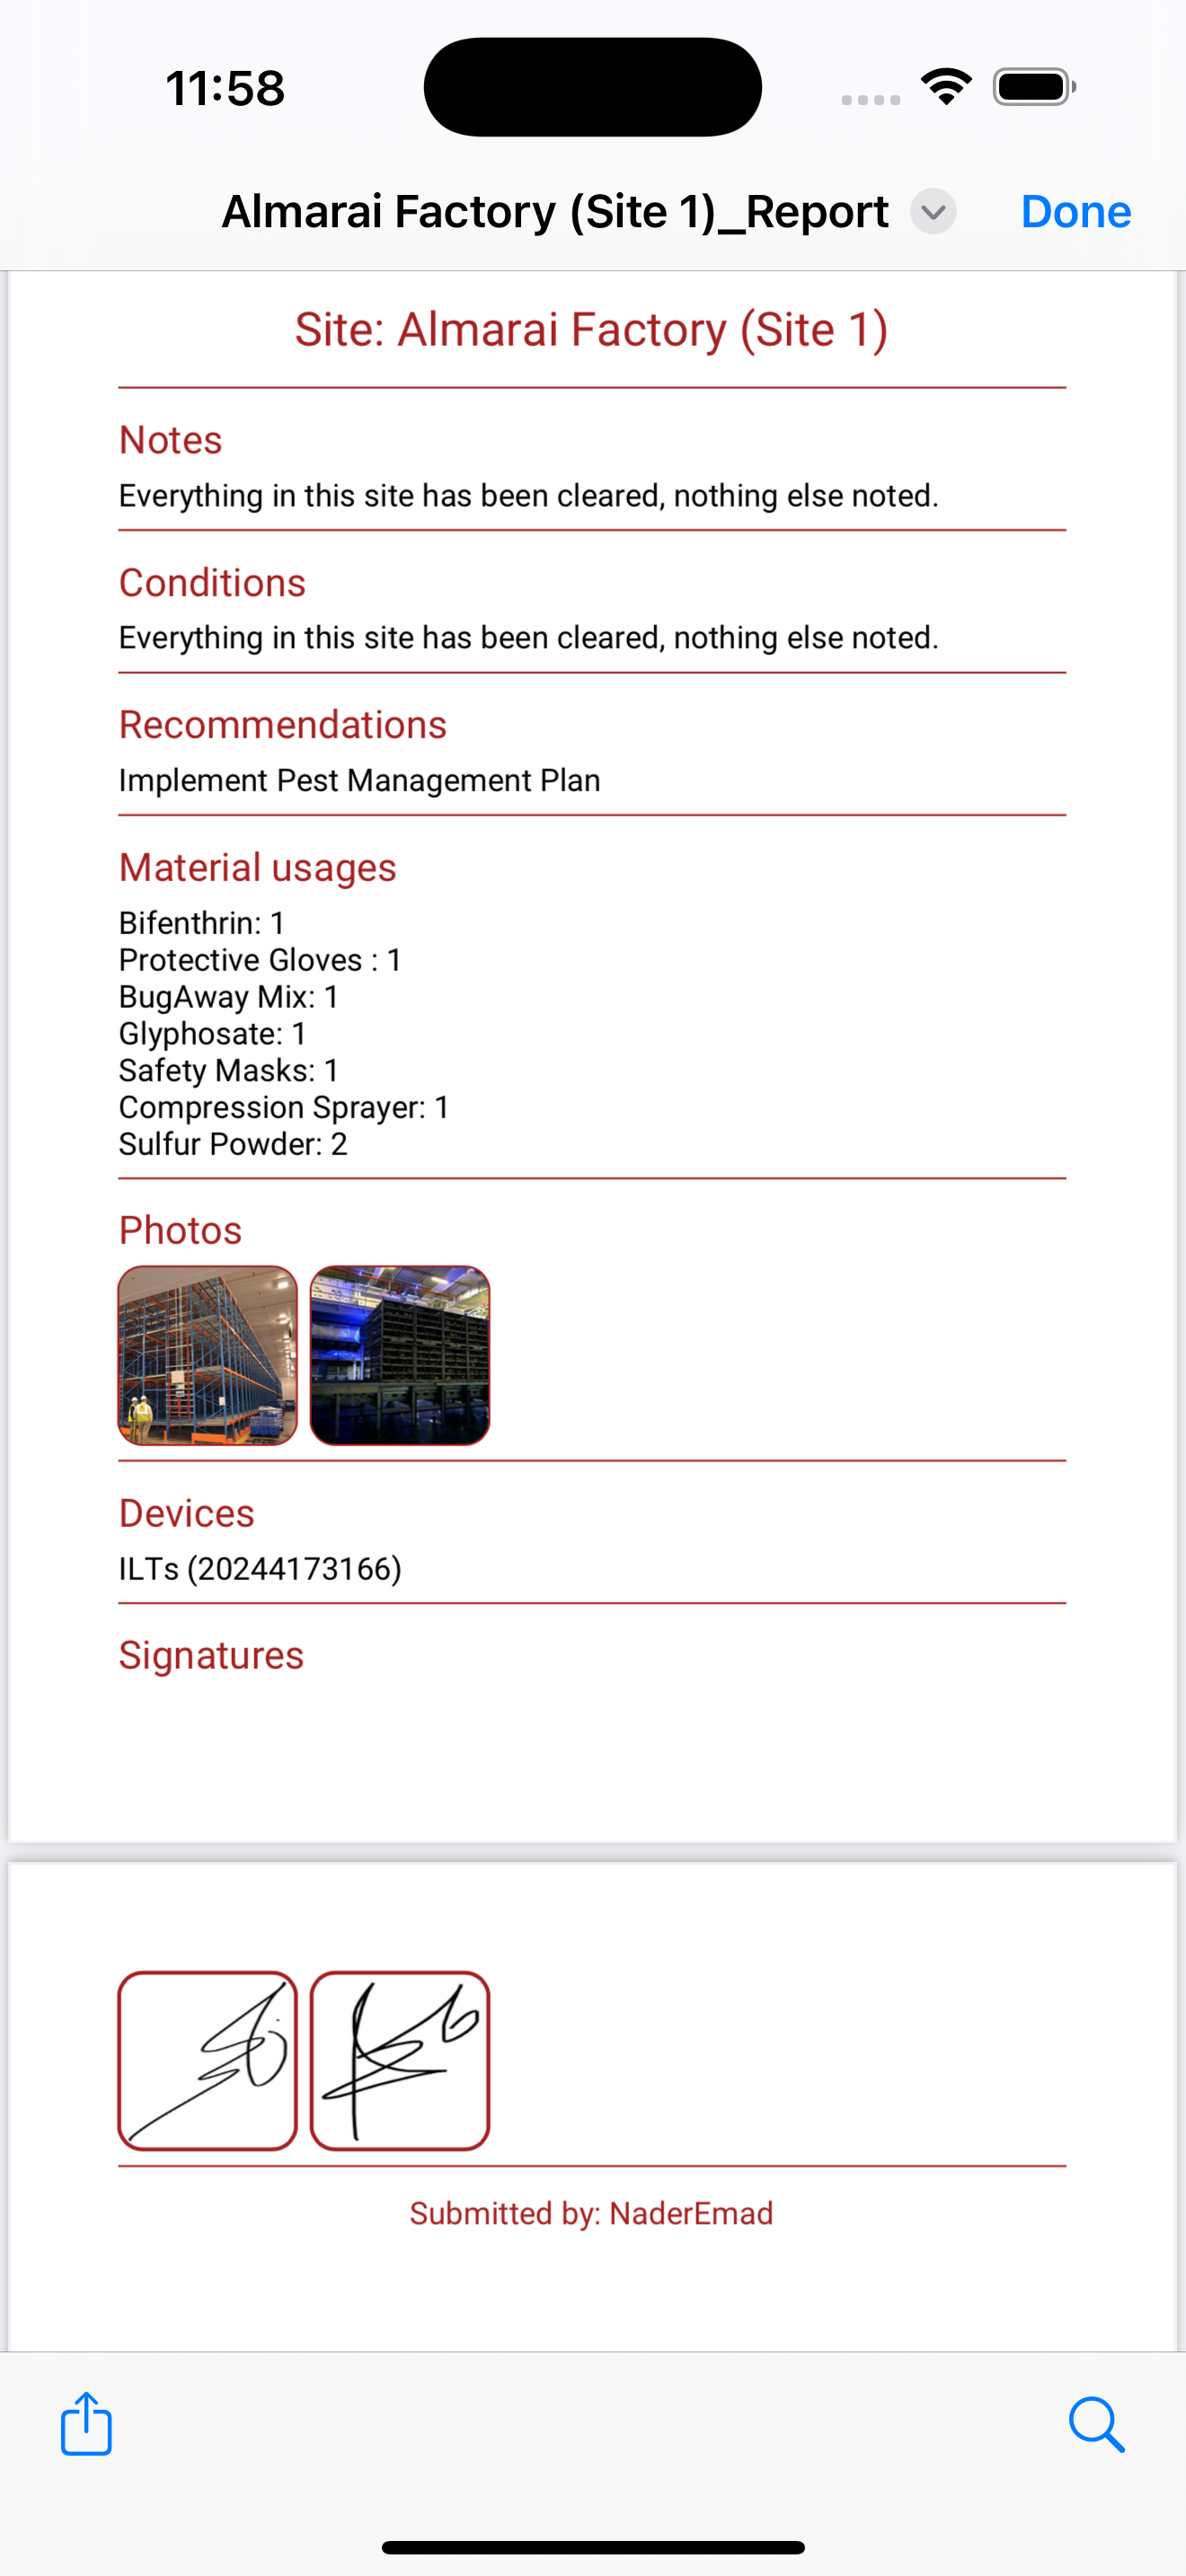 11:58
Almarai Factory (Site 1)_Report
Done
Site: Almarai Factory (Site 1)
Notes
Everything in this site has been cleared, nothing else noted.
Conditions
Everything in this site has been cleared, nothing else noted.
Recommendations
Implement Pest Management Plan
Material usages
Bifenthrin: 1
Protective Gloves : 1
BugAway Mix: 1
Glyphosate: 1
Safety Masks: 1
Compression Sprayer: 1
Sulfur Powder: 2
Photos
Devices
ILTs (20244173166)
Signatures
Submitted by: NaderEmad